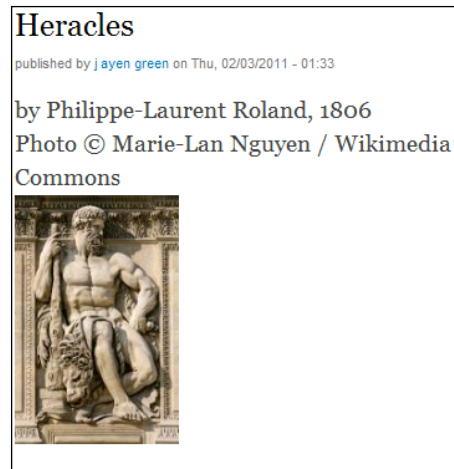 Heracles
published by j ayen green on Thu, 02/03/2011 - 01:33
by Philippe-Laurent Roland, 1806
Photo © Marie-Lan Nguyen / Wikimedia
Commons